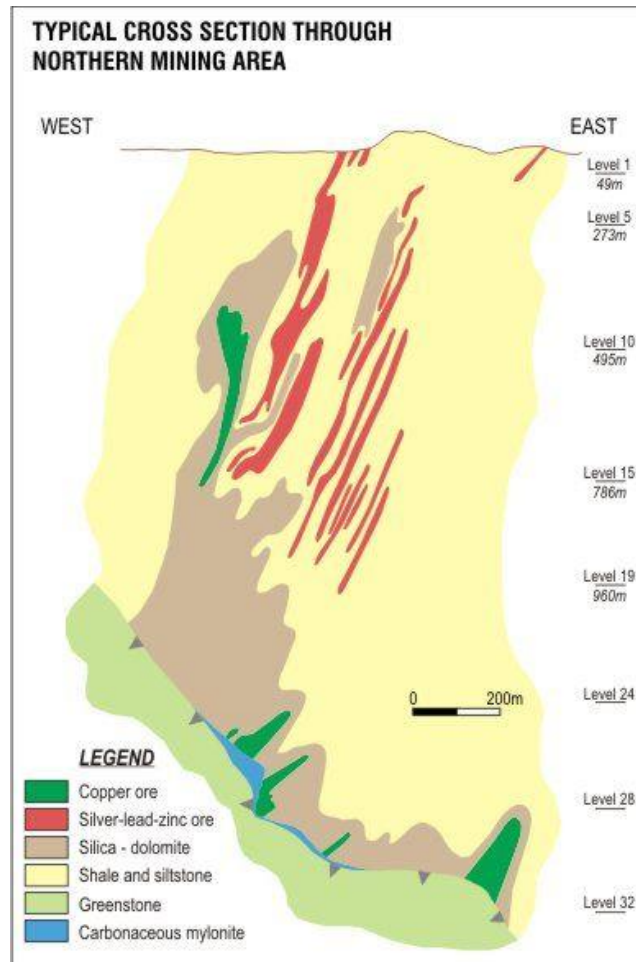 TYPICAL CROSS SECTION THROUGH
NORTHERN MINING AREA
WEST
EAST
Level 1
49m
Level 5
273m
Level 10
495m
Level 15
786m
Level 19
960m
0 200m
Level 24
LEGEND
Copper ore
Level 28
Silver-lead-zinc ore
Silica - dolomite
Shale and siltstone
Greenstone
Level 32
Carbonaceous mylonite